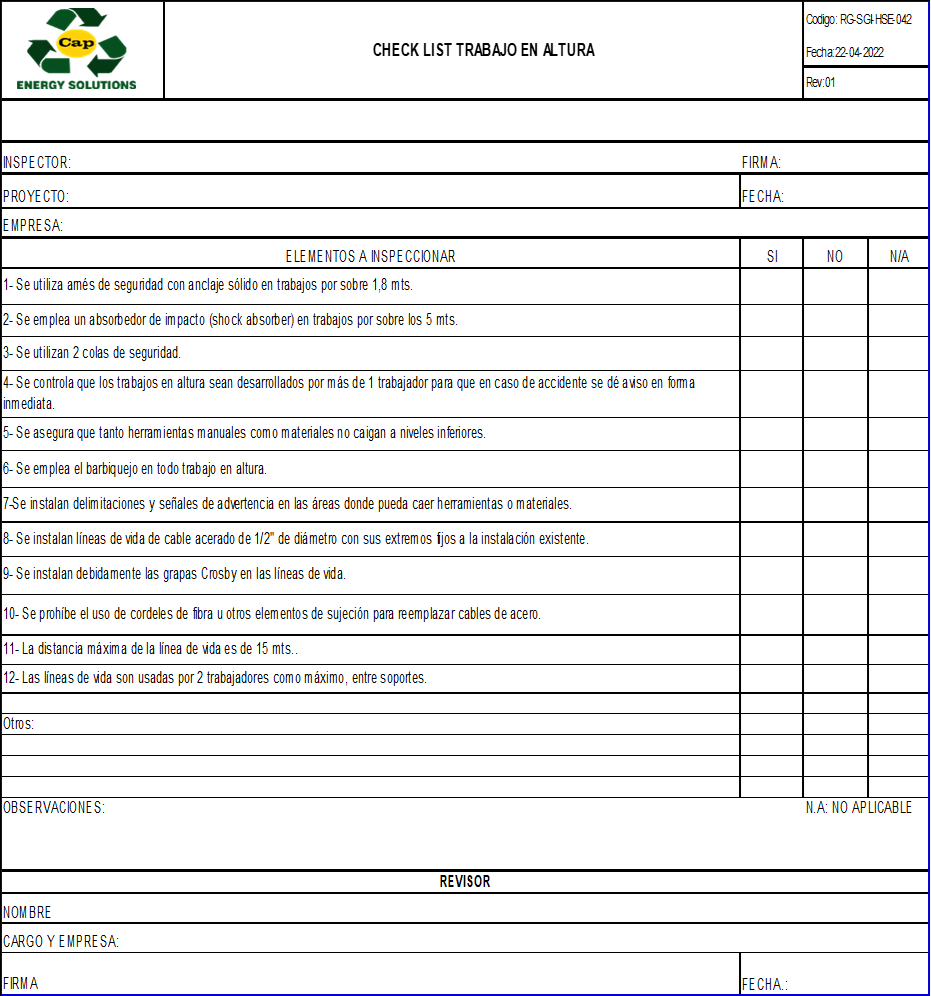 Cap
ENERGY SOLUTIONS
CHECK LIST TRABAJO EN ALTURA
Codigo: RG-SGI-HSE-042
Fecha:22-04-2022
Rev:01
INSPECTOR:
FIRMA:
PROYECTO:
FECHA:
EMPRESA:
ELEMENTOS A INSPECCIONAR
SI
NO
N/A
1- Se utiliza arnés de seguridad con anclaje sólido en trabajos por sobre 1,8 mts.
2- Se emplea un absorbedor de impacto (shock absorber) en trabajos por sobre los 5 mts.
3- Se utilizan 2 colas de seguridad.
4- Se controla que los trabajos en altura sean desarrollados por más de 1 trabajador para que en caso de accidente se dé aviso en forma
inmediata.
5- Se asegura que tanto herramientas manuales como materiales no caigan a niveles inferiores.
6- Se emplea el barbiquejo en todo trabajo en altura.
7-Se instalan delimitaciones y señales de advertencia en las áreas donde pueda caer herramientas o materiales.
8- Se instalan líneas de vida de cable acerado de 1/2" de diámetro con sus extremos fijos a la instalación existente.
9- Se instalan debidamente las grapas Crosby en las líneas de vida.
10- Se prohíbe el uso de cordeles de fibra u otros elementos de sujeción para reemplazar cables de acero.
11- La distancia máxima de la línea de vida es de 15 mts..
12- Las líneas de vida son usadas por 2 trabajadores como máximo, entre soportes.
Otros:
OBSERVACIONES:
N.A: NO APLICABLE
REVISOR
NOMBRE
CARGO Y EMPRESA:
FIRMA
FECHA.: